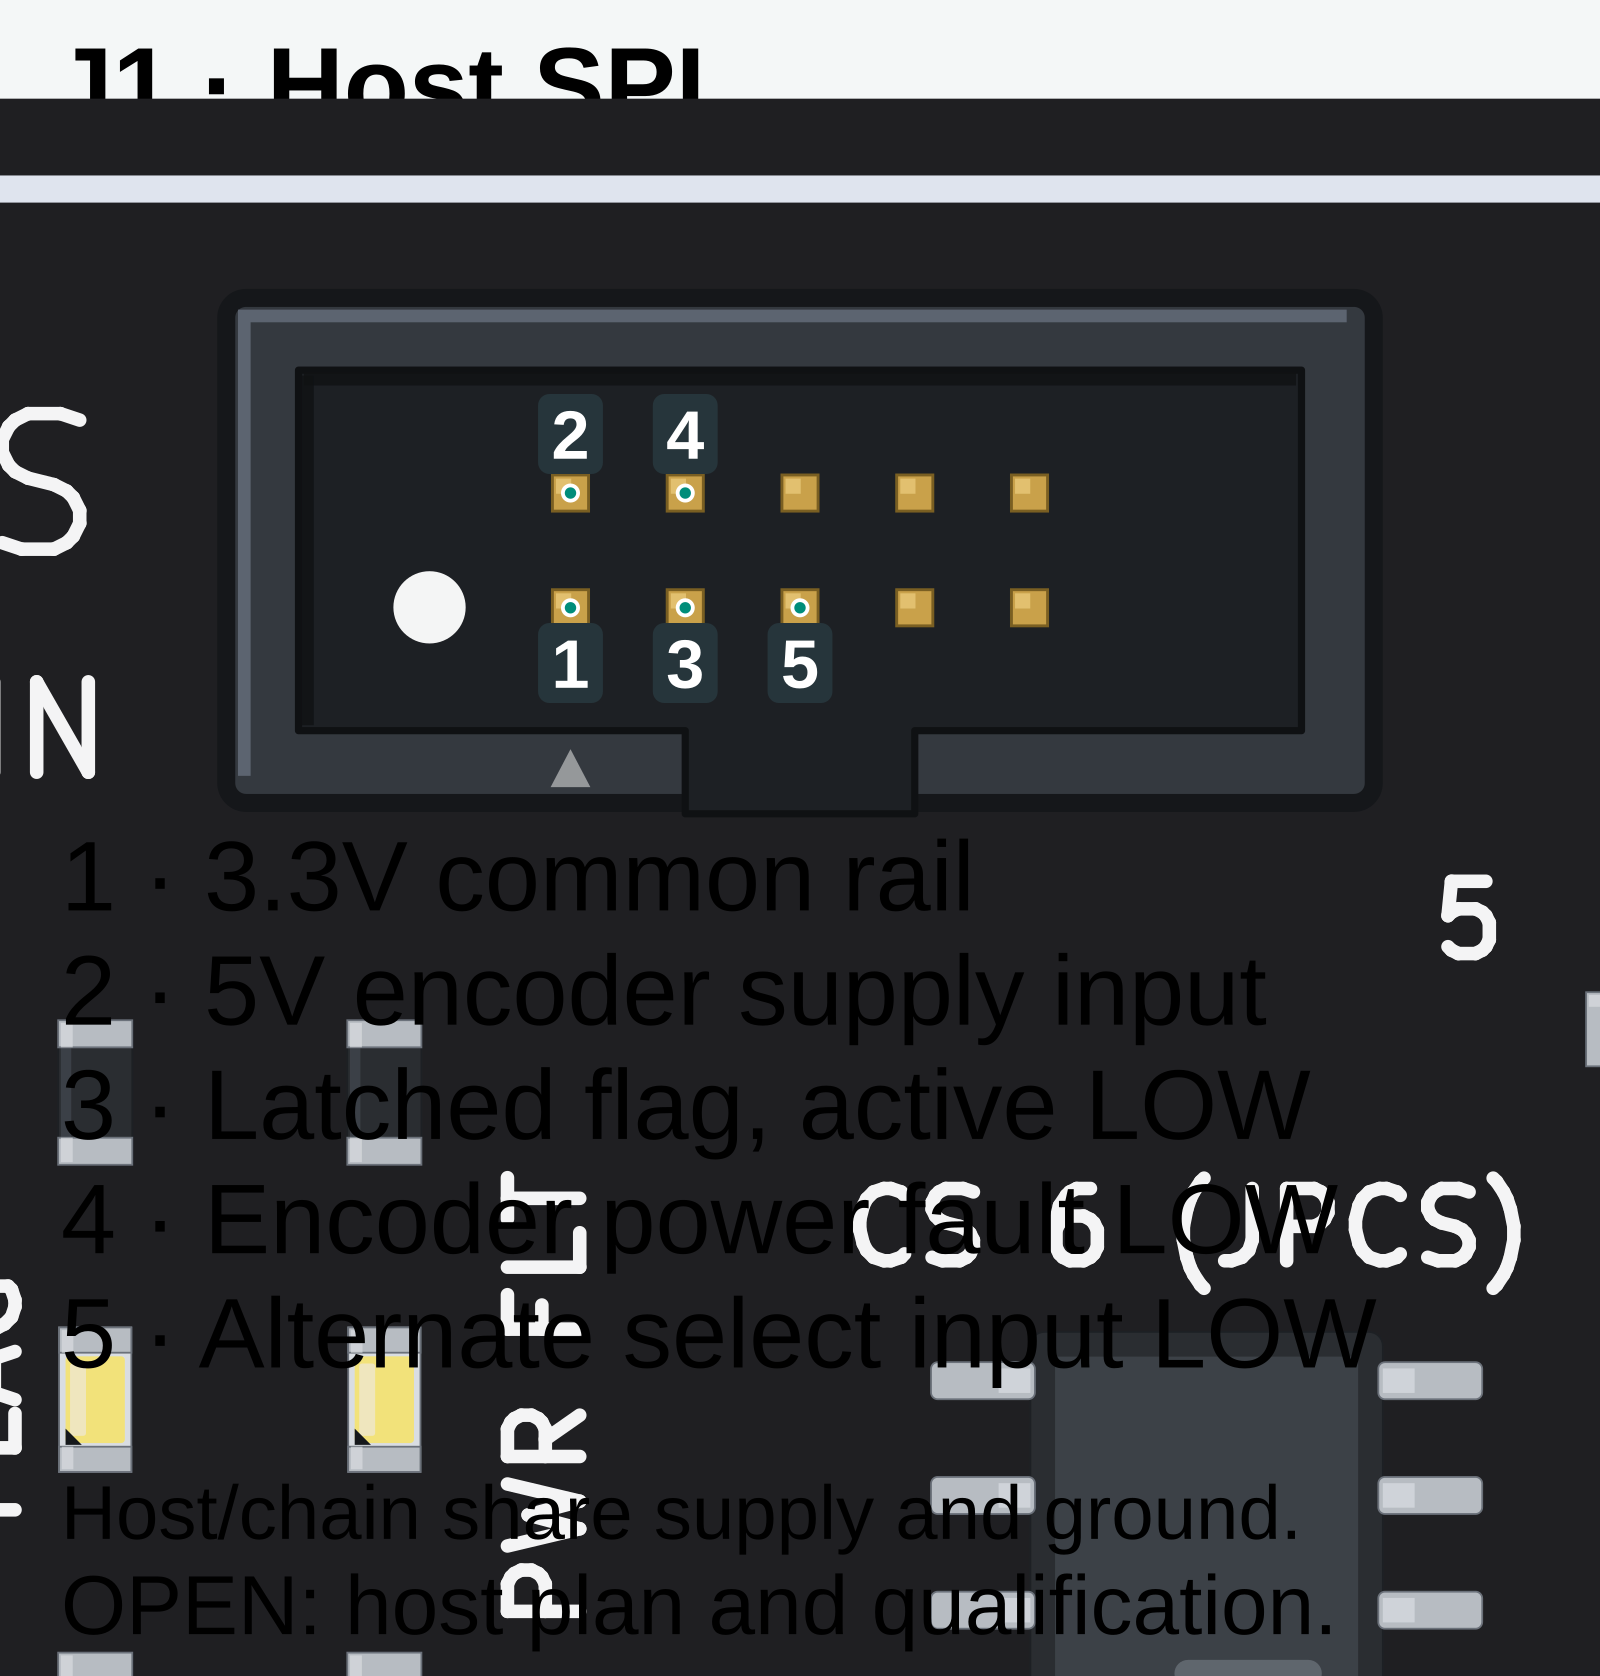 J1 · Host SPI
S
2 4
1 3 5
IN
1 · 3.3V common rail
5
2 · 5V encoder supply input
3 · Latched flag, active LOW
4 · Encoder power fault LOW
CS 6 (JPCS)
5 · Alternate select input LOW
PWR FLT
Host/chain share supply and ground.
OPEN: host plan and qualification.